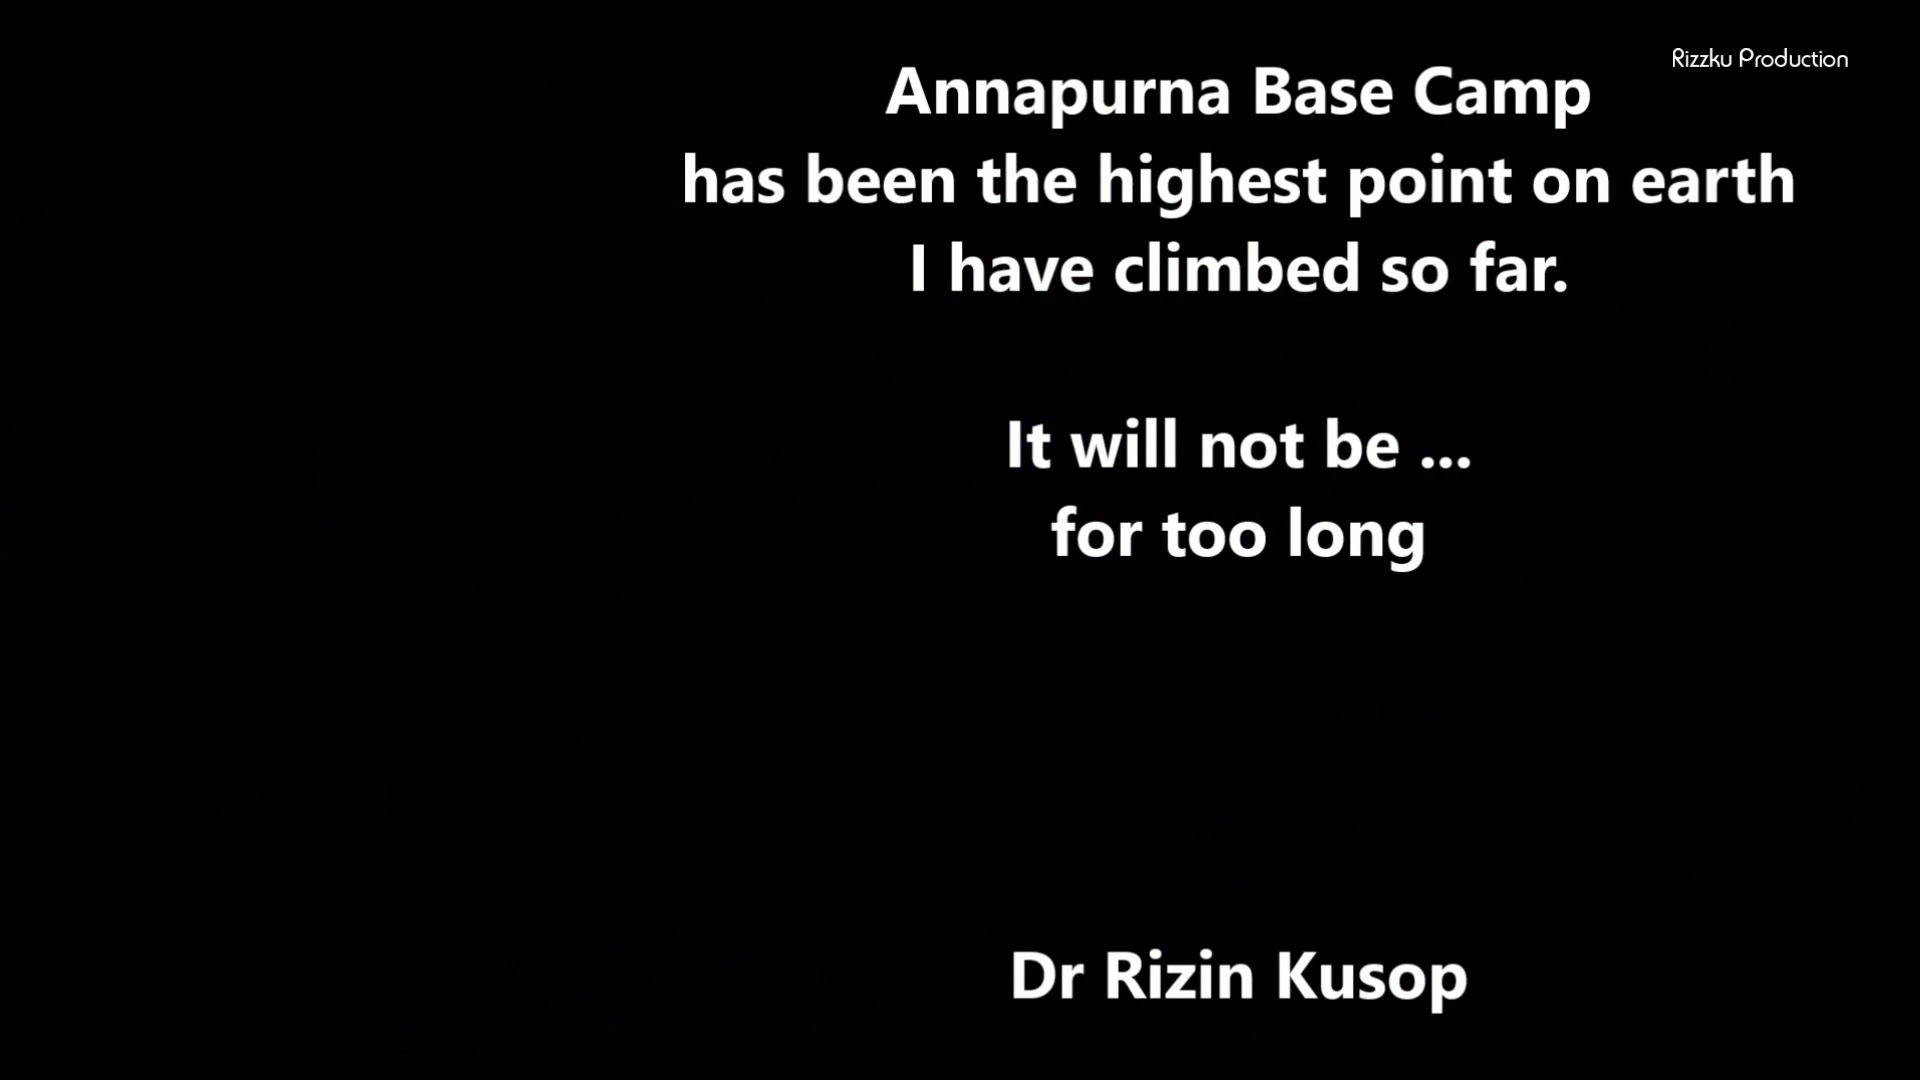 Rizzku Production
Annapurna Base Camp
has been the highest point on earth
I have climbed so far.
It will not be ...
for too long
Dr Rizin Kusop